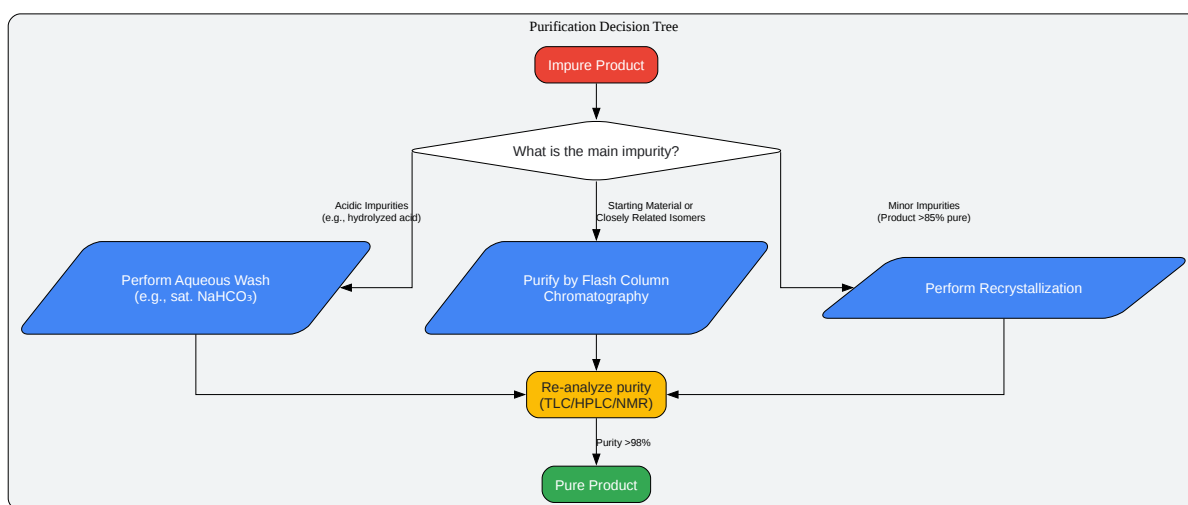 Purification Decision Tree
Impure Product
What is the main impurity?
Acidic Impurities
(e.g., hydrolyzed acid)
Starting Material or
Closely Related Isomers
Minor Impurities
(Product >85% pure)
Perform Aqueous Wash
(e.g., sat. NaHCO₃)
Purify by Flash Column
Chromatography
Perform Recrystallization
Re-analyze purity
(TLC/HPLC/NMR)
Purity >98%
Pure Product